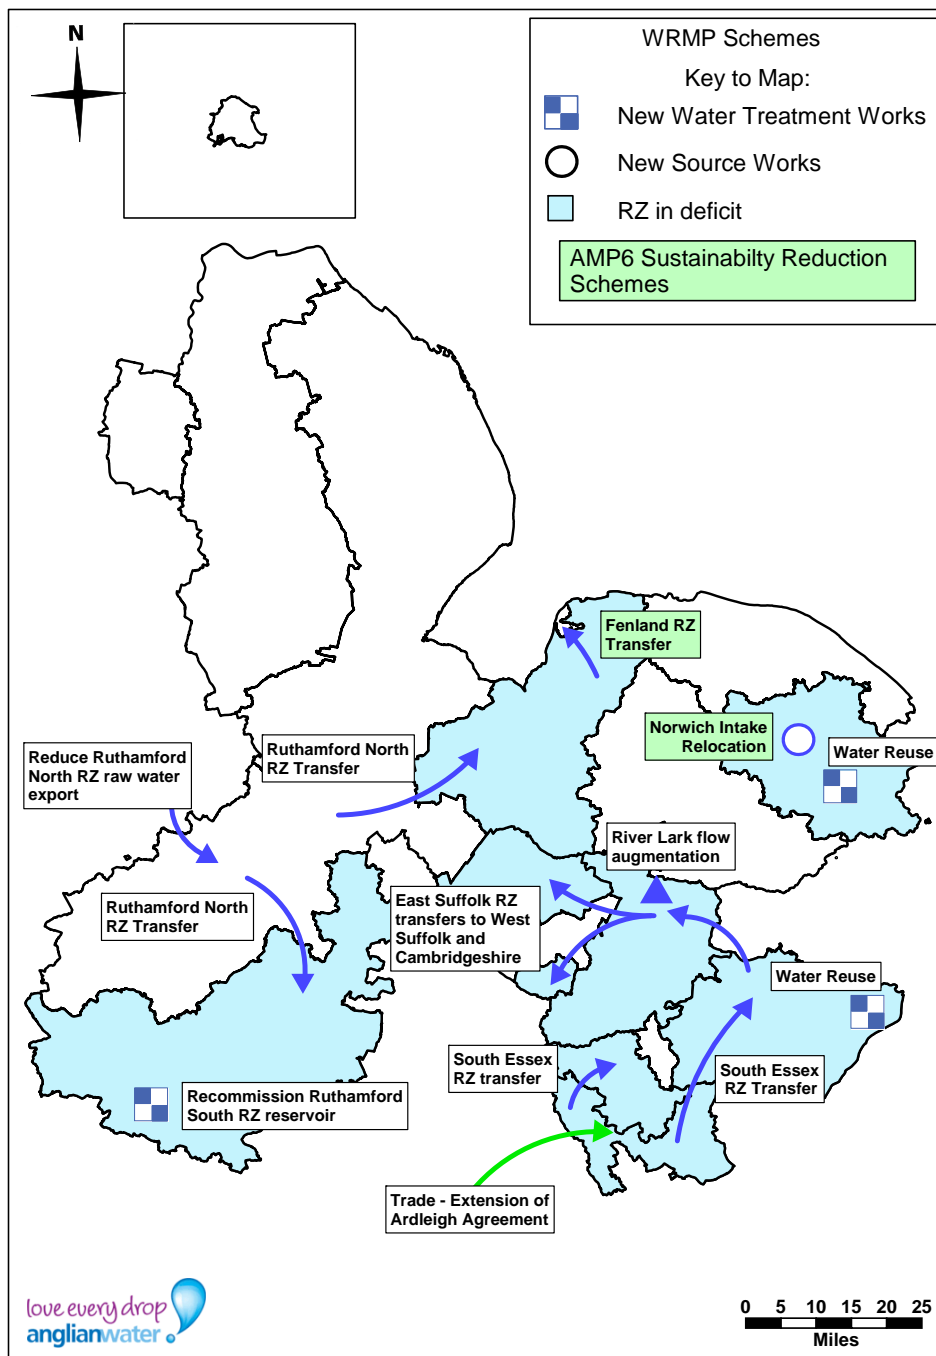 N
WRMP Schemes
Key to Map:
New Water Treatment Works
New Source Works
RZ in deficit
AMP6 Sustainabilty Reduction
Schemes
Fenland RZ
Transfer
Norwich Intake
Relocation
Water Reuse
Reduce Ruthamford
North RZ raw water
export
Ruthamford North
RZ Transfer
River Lark flow
augmentation
Ruthamford North
RZ Transfer
East Suffolk RZ
transfers to West
Suffolk and
Cambridgeshire
Water Reuse
South Essex
RZ transfer
South Essex
RZ Transfer
Recommission Ruthamford
South RZ reservoir
Trade - Extension of
Ardleigh Agreement
love every drop
anglianwater
0 5 10 15 20 25
Miles